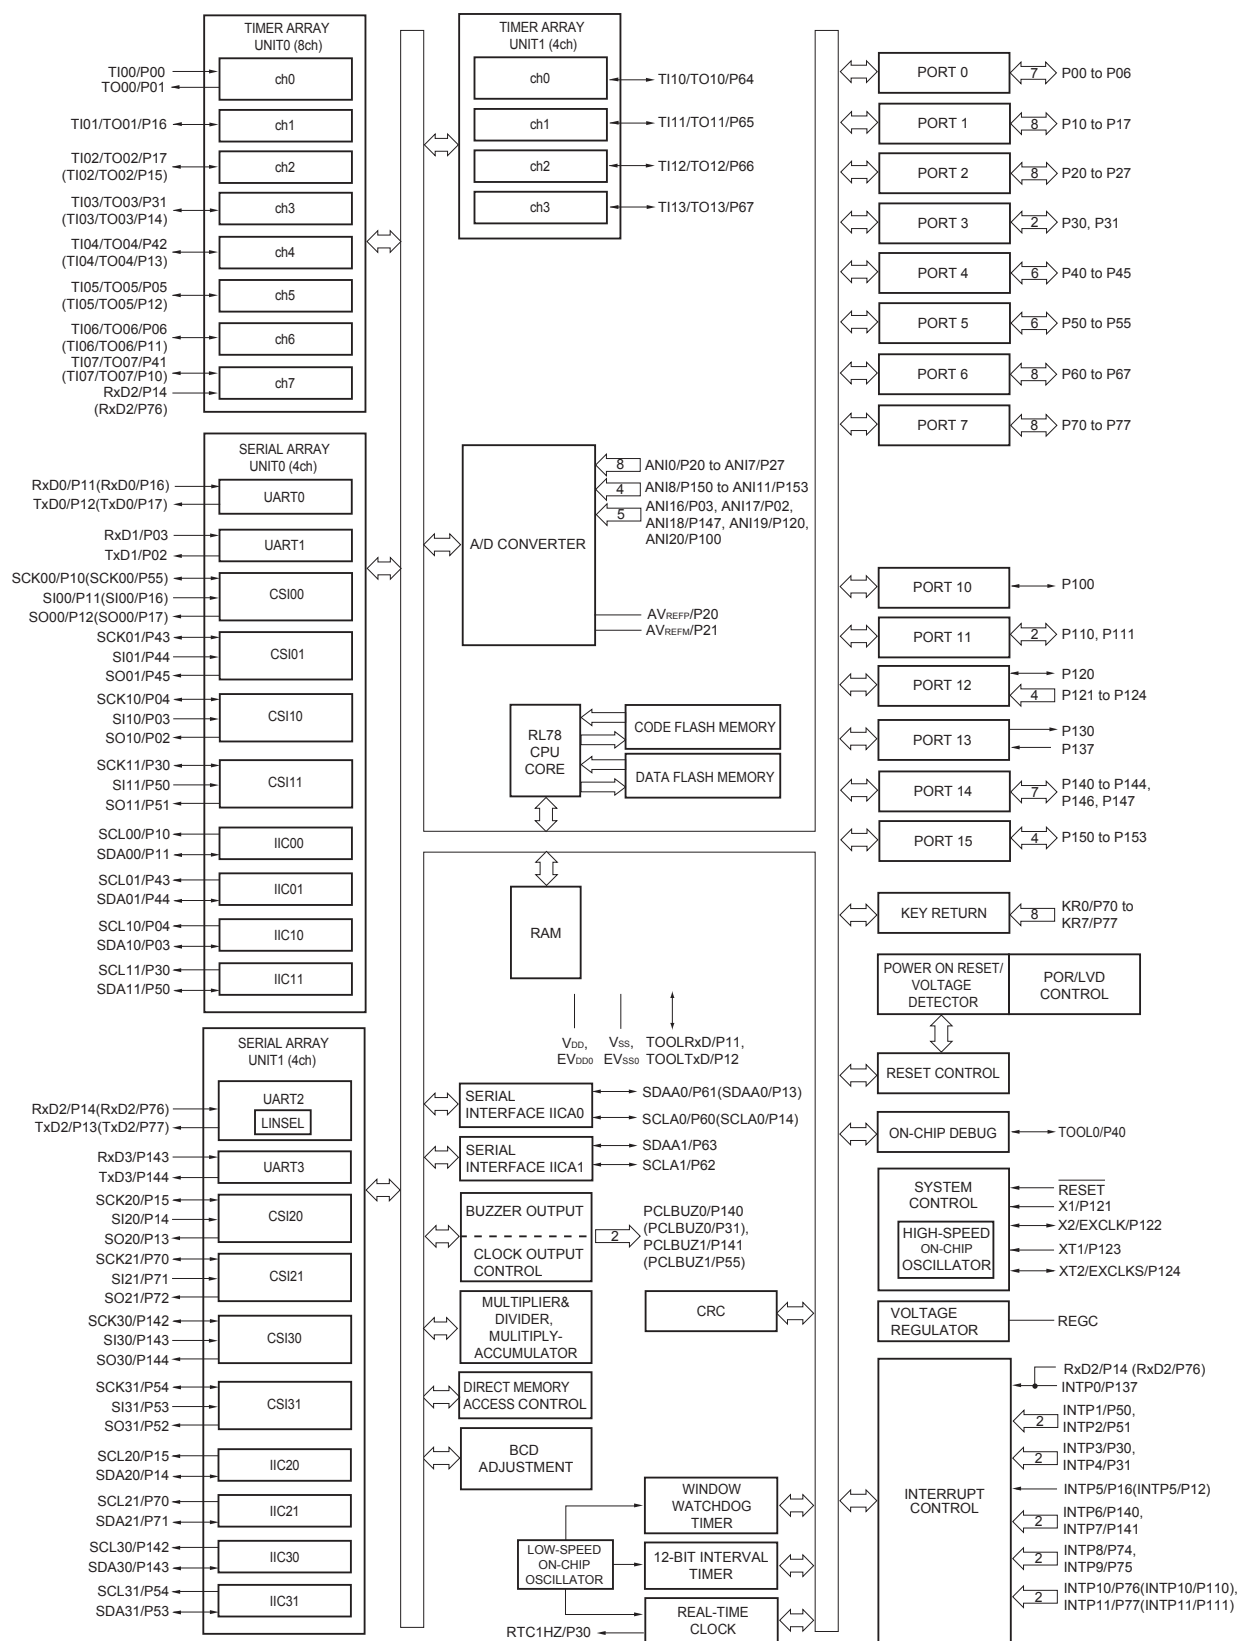 TIMER ARRAY
UNIT0 (8ch)
TI00/P00
TO00/P01
ch0
TI01/TO01/P16
ch1
TI02/TO02/P17
(TI02/TO02/P15)
ch2
TI03/TO03/P31
(TI03/TO03/P14)
ch3
TI04/TO04/P42
(TI04/TO04/P13)
ch4
TI05/TO05/P05
(TI05/TO05/P12)
ch5
TI06/TO06/P06
(TI06/TO06/P11)
ch6
TI07/TO07/P41
(TI07/TO07/P10)
RxD2/P14
(RxD2/P76)
ch7
SERIAL ARRAY
UNIT0 (4ch)
RxD0/P11(RxD0/P16)
TxD0/P12(TxD0/P17)
UART0
RxD1/P03
TxD1/P02
UART1
SCK00/P10(SCK00/P55)
SI00/P11(SI00/P16)
SO00/P12(SO00/P17)
CSI00
SCK01/P43
SI01/P44
SO01/P45
CSI01
SCK10/P04
SI10/P03
SO10/P02
CSI10
SCK11/P30
SI11/P50
SO11/P51
CSI11
SCL00/P10
SDA00/P11
IIC00
SCL01/P43
SDA01/P44
IIC01
SCL10/P04
SDA10/P03
IIC10
SCL11/P30
SDA11/P50
IIC11
SERIAL ARRAY
UNIT1 (4ch)
RxD2/P14(RxD2/P76)
TxD2/P13(TxD2/P77)
UART2
LINSEL
RxD3/P143
TxD3/P144
UART3
SCK20/P15
SI20/P14
SO20/P13
CSI20
SCK21/P70
SI21/P71
SO21/P72
CSI21
SCK30/P142
SI30/P143
SO30/P144
CSI30
SCK31/P54
SI31/P53
SO31/P52
CSI31
SCL20/P15
SDA20/P14
IIC20
SCL21/P70
SDA21/P71
IIC21
SCL30/P142
SDA30/P143
IIC30
SCL31/P54
SDA31/P53
IIC31
TIMER ARRAY
UNIT1 (4ch)
ch0
TI10/TO10/P64
ch1
TI11/TO11/P65
ch2
TI12/TO12/P66
ch3
TI13/TO13/P67
A/D CONVERTER
8
ANI0/P20 to ANI7/P27
4
ANI8/P150 to ANI11/P153
5
ANI16/P03, ANI17/P02,
ANI18/P147, ANI19/P120,
ANI20/P100
AVREFP/P20
AVREFM/P21
RL78
CPU
CORE
CODE FLASH MEMORY
DATA FLASH MEMORY
RAM
VDD,
EVDD0
VSS,
EVSS0
TOOLRxD/P11,
TOOLTxD/P12
SERIAL
INTERFACE IICA0
SDAA0/P61(SDAA0/P13)
SCLA0/P60(SCLA0/P14)
SERIAL
INTERFACE IICA1
SDAA1/P63
SCLA1/P62
BUZZER OUTPUT
CLOCK OUTPUT
CONTROL
2
PCLBUZ0/P140
(PCLBUZ0/P31),
PCLBUZ1/P141
(PCLBUZ1/P55)
MULTIPLIER&
DIVIDER,
MULITIPLY-
ACCUMULATOR
CRC
DIRECT MEMORY
ACCESS CONTROL
BCD
ADJUSTMENT
WINDOW
WATCHDOG
TIMER
LOW-SPEED
ON-CHIP
OSCILLATOR
12-BIT INTERVAL
TIMER
REAL-TIME
CLOCK
RTC1HZ/P30
PORT 0
7
P00 to P06
PORT 1
8
P10 to P17
PORT 2
8
P20 to P27
PORT 3
2
P30, P31
PORT 4
6
P40 to P45
PORT 5
6
P50 to P55
PORT 6
8
P60 to P67
PORT 7
8
P70 to P77
PORT 10
P100
PORT 11
2
P110, P111
PORT 12
P120
4
P121 to P124
PORT 13
P130
P137
PORT 14
7
P140 to P144,
P146, P147
PORT 15
4
P150 to P153
KEY RETURN
8
KR0/P70 to
KR7/P77
POWER ON RESET/
VOLTAGE
DETECTOR
POR/LVD
CONTROL
RESET CONTROL
ON-CHIP DEBUG
TOOL0/P40
SYSTEM
CONTROL
HIGH-SPEED
ON-CHIP
OSCILLATOR
RESET
X1/P121
X2/EXCLK/P122
XT1/P123
XT2/EXCLKS/P124
VOLTAGE
REGULATOR
REGC
INTERRUPT
CONTROL
RxD2/P14 (RxD2/P76)
INTP0/P137
2
INTP1/P50,
INTP2/P51
2
INTP3/P30,
INTP4/P31
INTP5/P16(INTP5/P12)
2
INTP6/P140,
INTP7/P141
2
INTP8/P74,
INTP9/P75
2
INTP10/P76(INTP10/P110),
INTP11/P77(INTP11/P111)